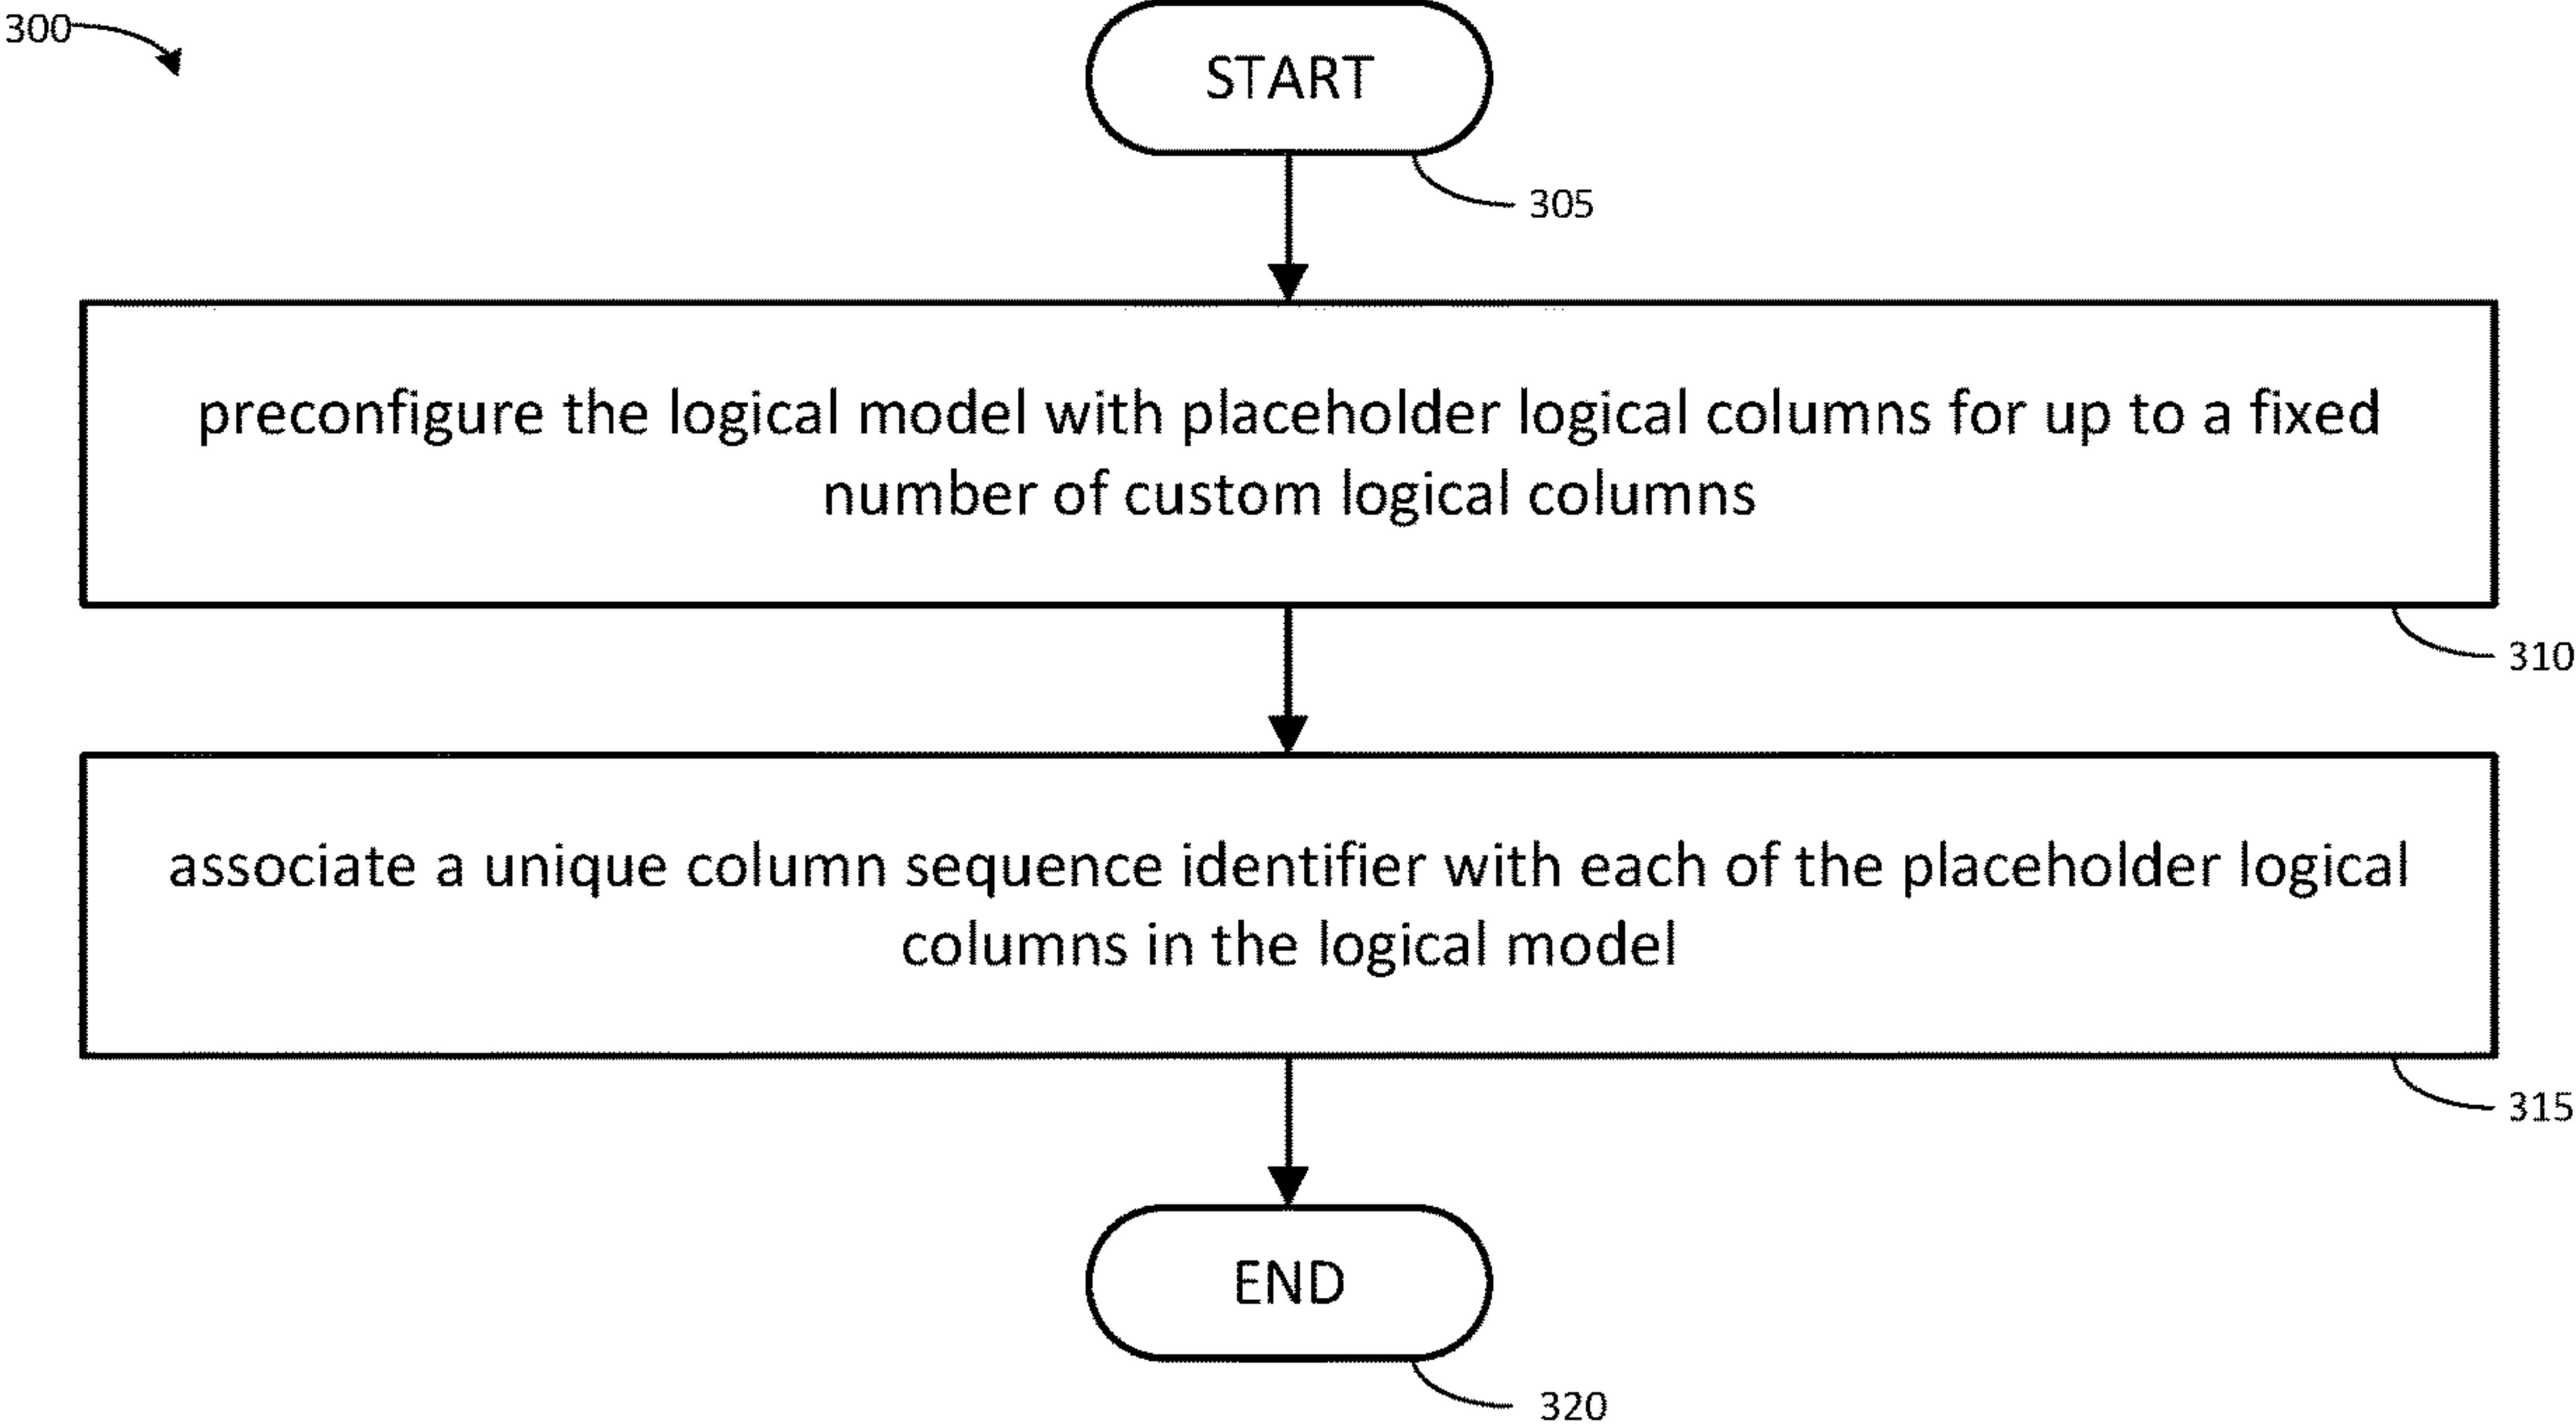 300
START
305
preconfigure the logical model with placeholder logical columns for up to a fixed
number of custom logical columns
310
associate a unique column sequence identifier with each of the placeholder logical
columns in the logical model
315
END
320